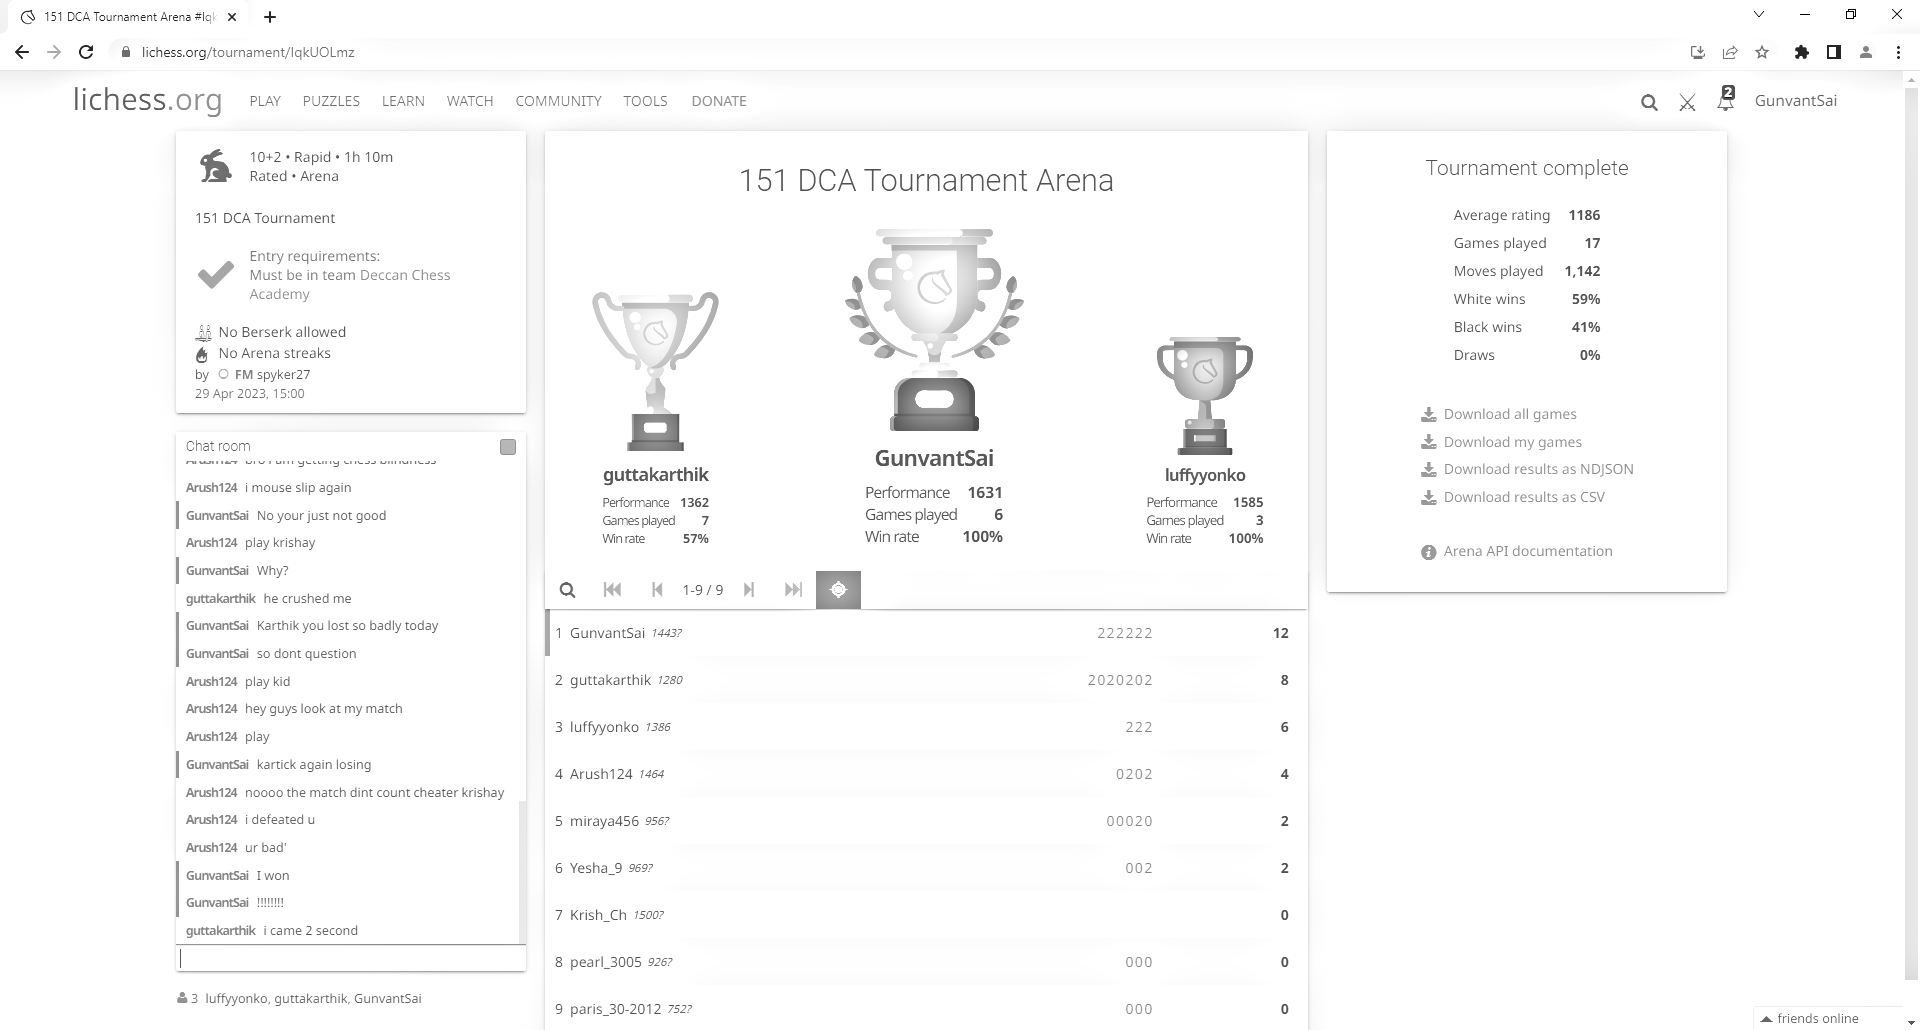 151 DCA Tournament Arena #Iqk
lichess.org/tournament/IqkUOLmz
lichess.org PLAY PUZZLES LEARN WATCH COMMUNITY TOOLS DONATE 2 GunvantSai
10+2 • Rapid • 1h 10m
Rated • Arena
151 DCA Tournament
Entry requirements:
Must be in team Deccan Chess
Academy
No Berserk allowed
No Arena streaks
by FM spyker27
29 Apr 2023, 15:00
Chat room
Arush124 bro i am getting chess blindness
Arush124 i mouse slip again
GunvantSai No your just not good
Arush124 play krishay
GunvantSai Why?
guttakarthik he crushed me
GunvantSai Karthik you lost so badly today
GunvantSai so dont question
Arush124 play kid
Arush124 hey guys look at my match
Arush124 play
GunvantSai kartick again losing
Arush124 noooo the match dint count cheater krishay
Arush124 i defeated u
Arush124 ur bad'
GunvantSai I won
GunvantSai !!!!!!!!
guttakarthik i came 2 second
3 luffyyonko, guttakarthik, GunvantSai
151 DCA Tournament Arena
guttakarthik
Performance 1362
Games played 7
Win rate 57%
GunvantSai
Performance 1631
Games played 6
Win rate 100%
luffyyonko
Performance 1585
Games played 3
Win rate 100%
1-9 / 9
1 GunvantSai 1443? 222222 12
2 guttakarthik 1280 2020202 8
3 luffyyonko 1386 222 6
4 Arush124 1464 0202 4
5 miraya456 956? 00020 2
6 Yesha_9 969? 002 2
7 Krish_Ch 1500? 0
8 pearl_3005 926? 000 0
9 paris_30-2012 752? 000 0
Tournament complete
Average rating 1186
Games played 17
Moves played 1,142
White wins 59%
Black wins 41%
Draws 0%
Download all games
Download my games
Download results as NDJSON
Download results as CSV
Arena API documentation
friends online